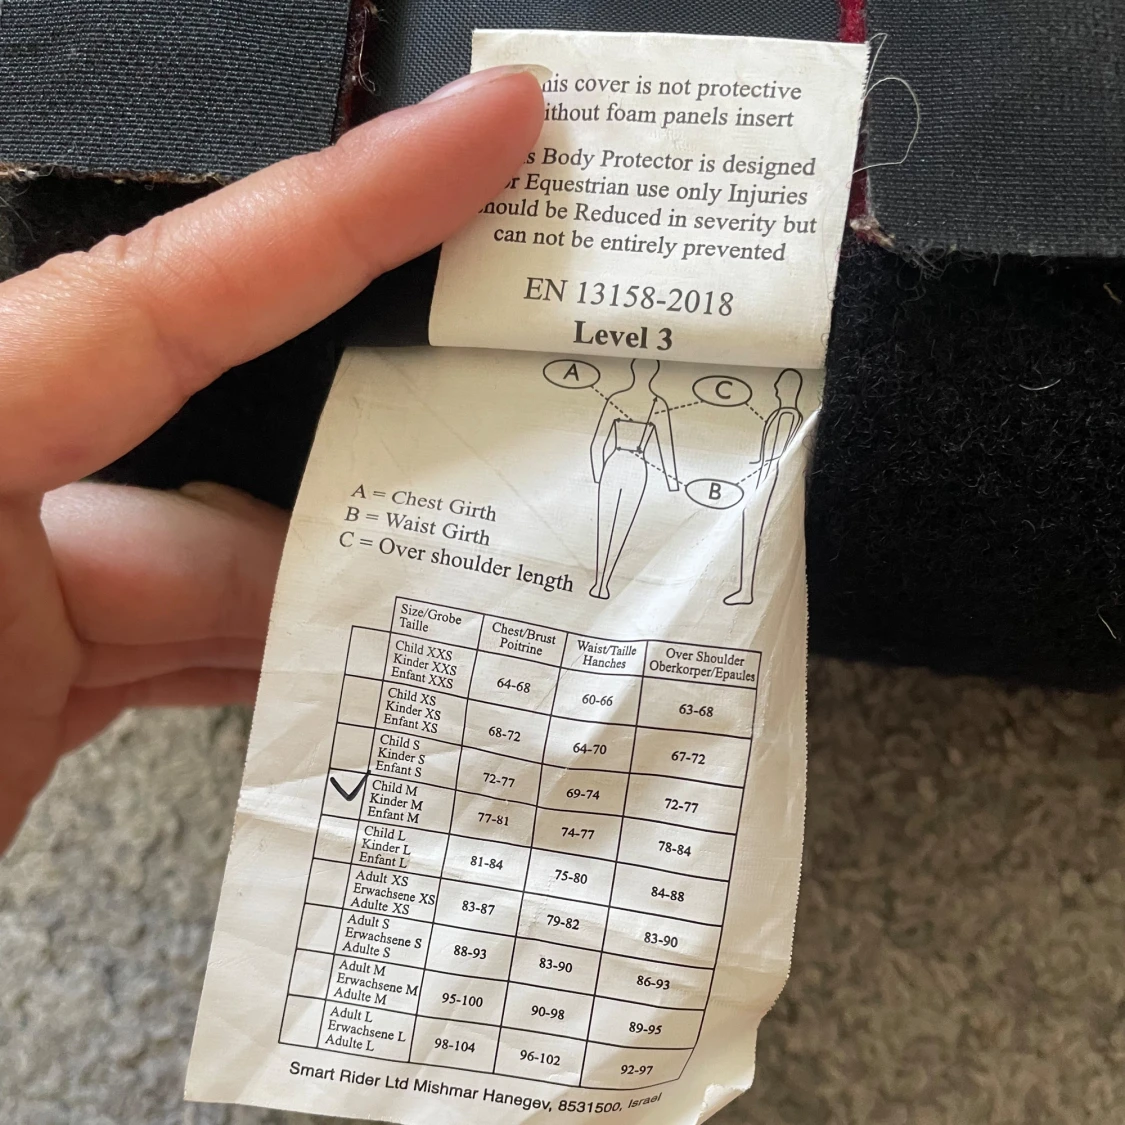 his cover is not protective
ithout foam panels insert
s Body Protector is designed
r Equestrian use only Injuries
hould be Reduced in severity but
can not be entirely prevented
EN 13158-2018
Level 3
A
C
B
A = Chest Girth
B = Waist Girth
C = Over shoulder length
Size/Grobe Taille
Chest/Brust Poitrine
Waist/Taille Hanches
Over Shoulder Oberkorper/Epaules
Child XXS
Kinder XXS
Enfant XXS
64-68
60-66
63-68
Child XS
Kinder XS
Enfant XS
68-72
64-70
67-72
Child S
Kinder S
Enfant S
72-77
69-74
72-77
Child M
Kinder M
Enfant M
77-81
74-77
78-84
Child L
Kinder L
Enfant L
81-84
75-80
84-88
Adult XS
Erwachsene XS
Adulte XS
83-87
79-82
83-90
Adult S
Erwachsene S
Adulte S
88-93
83-90
86-93
Adult M
Erwachsene M
Adulte M
95-100
90-98
89-95
Adult L
Erwachsene L
Adulte L
98-104
96-102
92-97
Smart Rider Ltd Mishmar Hanegev, 8531500, Israel